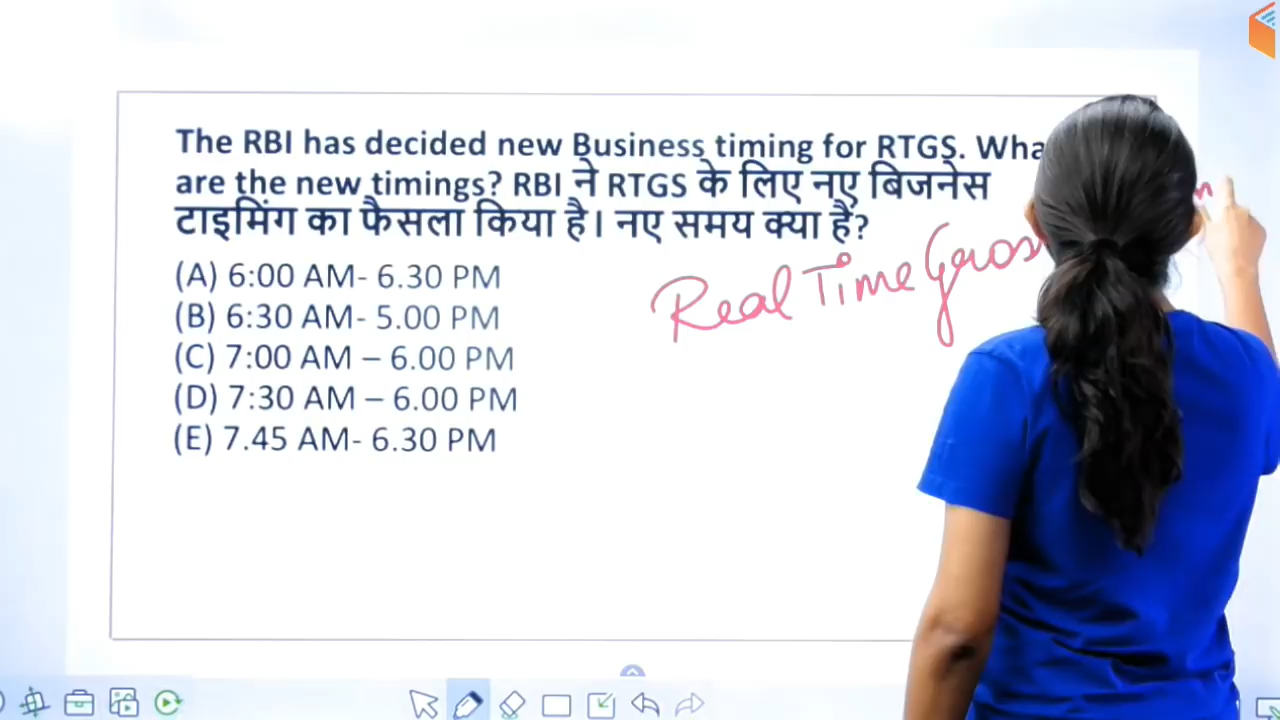 The RBI has decided new Business timing for RTGS.
are the new timings? RBI ने RTGS के लिए नए बिजनेस
टाइमिंग का फैसला किया है। नए समय क्या हैं?
(A) 6:00 AM- 6.30 PM
(B) 6:30 AM- 5.00 PM
(C) 7:00 AM – 6.00 PM
(D) 7:30 AM – 6.00 PM
(E) 7.45 AM- 6.30 PM
Real Time